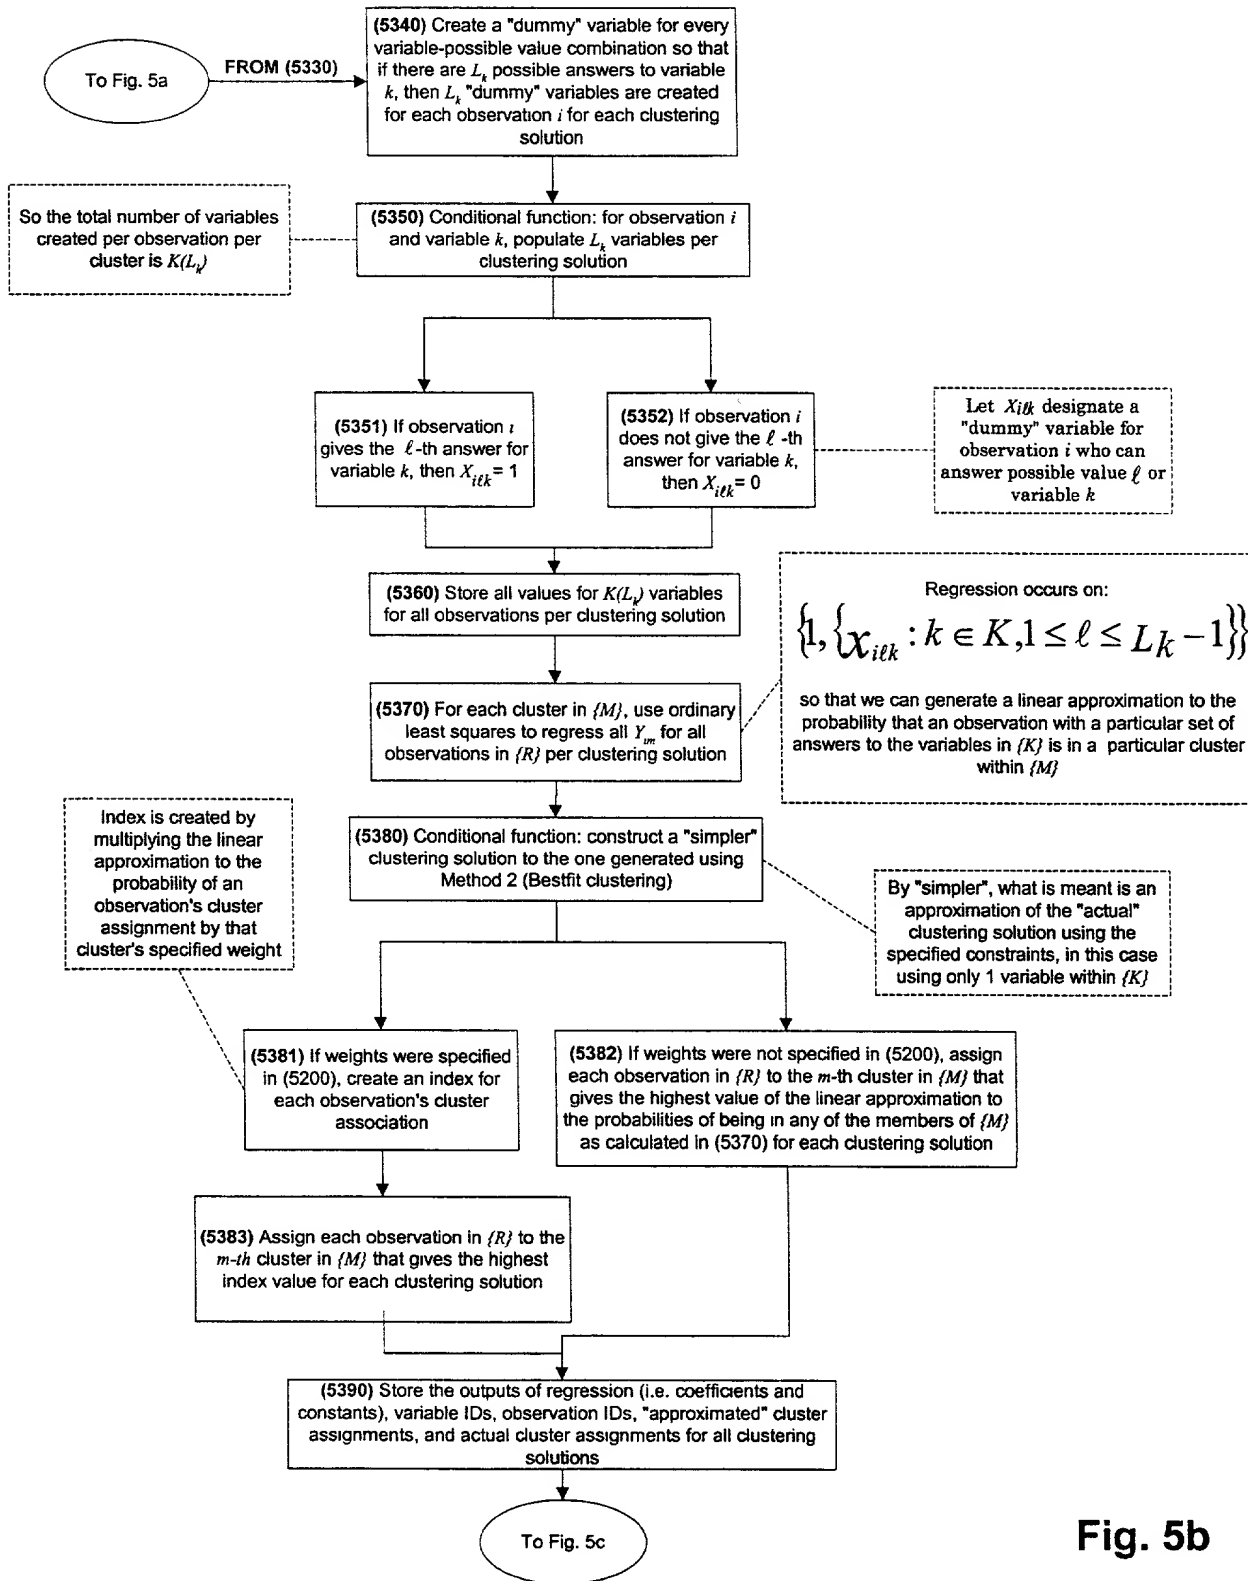 (5340) Create a "dummy" variable for every
variable-possible value combination so that
if there are L_k possible answers to variable
k, then L_k "dummy" variables are created
for each observation i for each clustering
solution
To Fig. 5a
FROM (5330)
So the total number of variables
created per observation per
cluster is K(L_k)
(5350) Conditional function: for observation i
and variable k, populate L_k variables per
clustering solution
(5351) If observation i
gives the ℓ-th answer for
variable k, then X_{iℓk} = 1
(5352) If observation i
does not give the ℓ -th
answer for variable k,
then X_{iℓk} = 0
Let X_{iℓk} designate a
"dummy" variable for
observation i who can
answer possible value ℓ or
variable k
(5360) Store all values for K(L_k) variables
for all observations per clustering solution
Regression occurs on:
{1,{x_{iℓk} : k ∈ K,1 ≤ ℓ ≤ L_k − 1}}
so that we can generate a linear approximation to the
probability that an observation with a particular set of
answers to the variables in {K} is in a particular cluster
within {M}
(5370) For each cluster in {M}, use ordinary
least squares to regress all Y_{im} for all
observations in {R} per clustering solution
Index is created by
multiplying the linear
approximation to the
probability of an
observation's cluster
assignment by that
cluster's specified weight
(5380) Conditional function: construct a "simpler"
clustering solution to the one generated using
Method 2 (Bestfit clustering)
By "simpler", what is meant is an
approximation of the "actual"
clustering solution using the
specified constraints, in this case
using only 1 variable within {K}
(5381) If weights were specified
in (5200), create an index for
each observation's cluster
association
(5382) If weights were not specified in (5200), assign
each observation in {R} to the m-th cluster in {M} that
gives the highest value of the linear approximation to
the probabilities of being in any of the members of {M}
as calculated in (5370) for each clustering solution
(5383) Assign each observation in {R} to the
m-th cluster in {M} that gives the highest
index value for each clustering solution
(5390) Store the outputs of regression (i.e. coefficients and
constants), variable IDs, observation IDs, "approximated" cluster
assignments, and actual cluster assignments for all clustering
solutions
To Fig. 5c
Fig. 5b